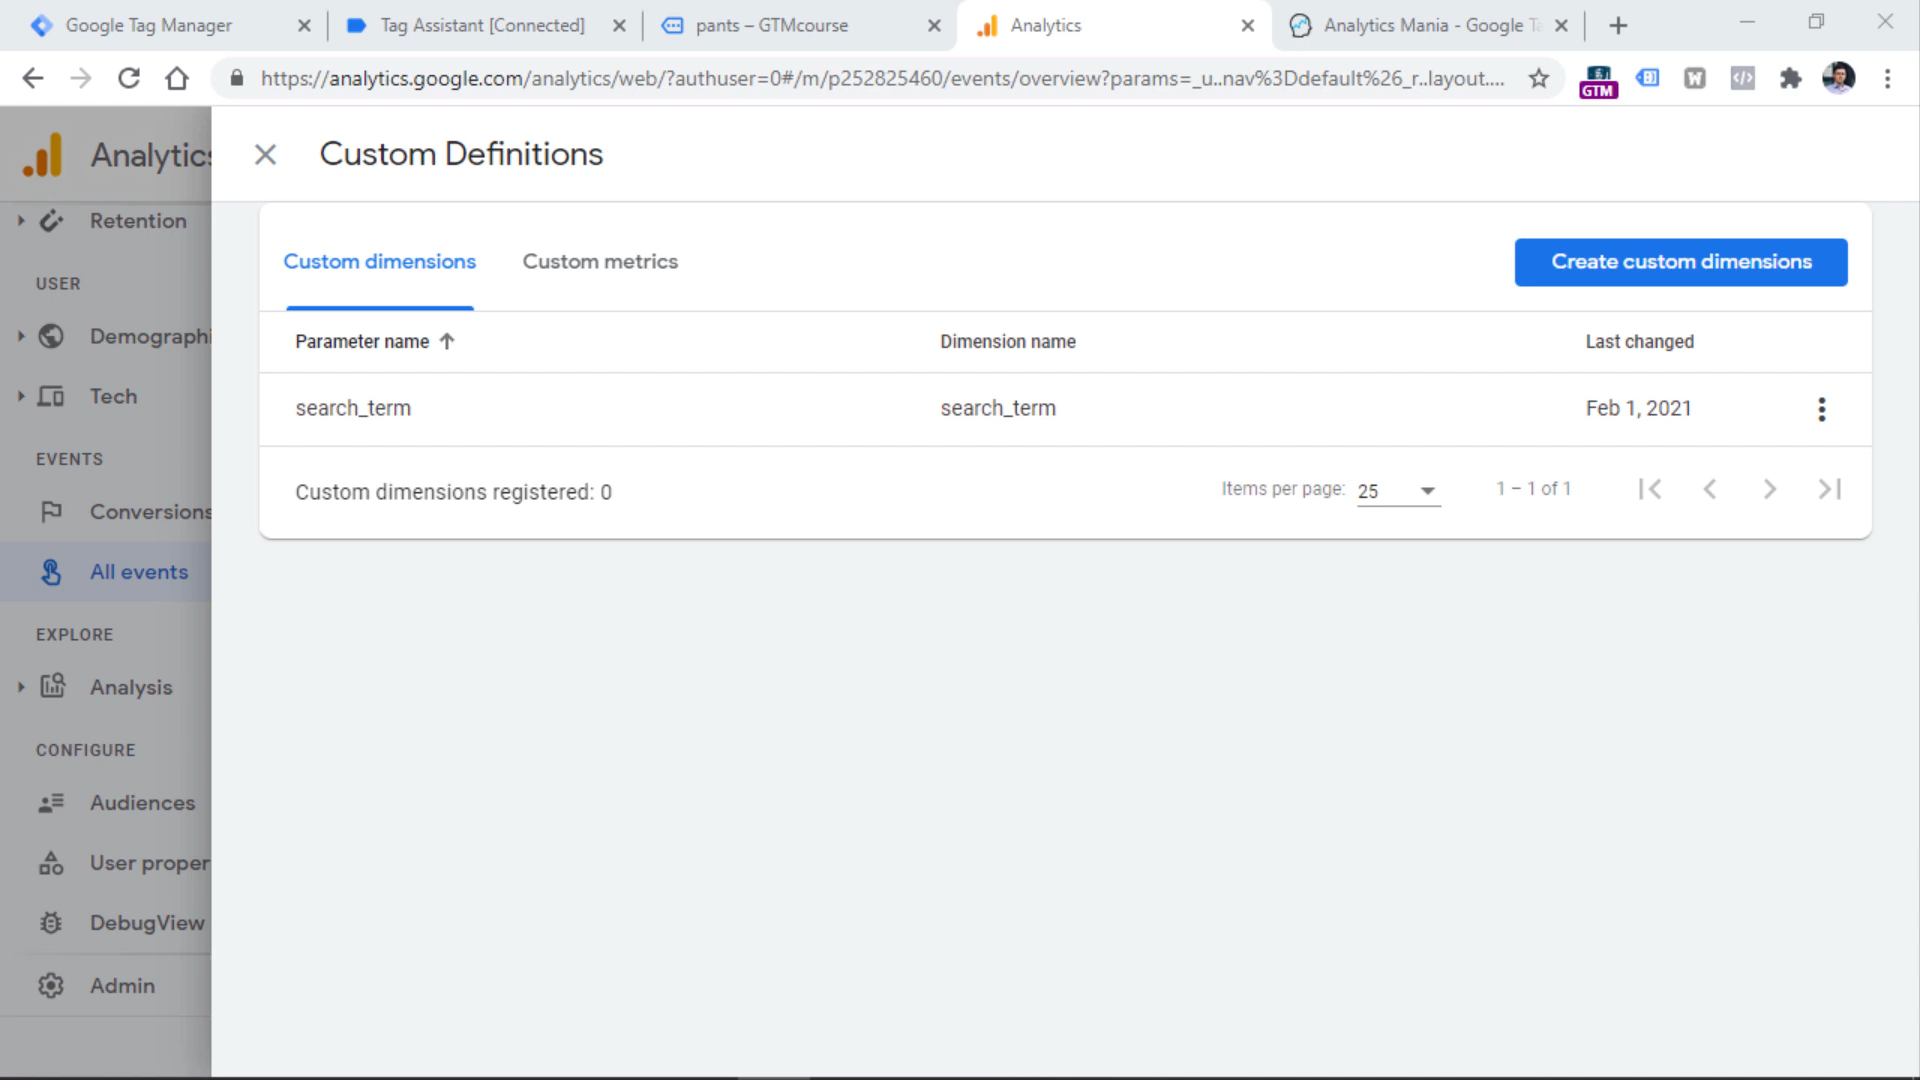 Google Tag Manager
Tag Assistant [Connected]
pants – GTMcourse
Analytics
Analytics Mania - Google Ta
https://analytics.google.com/analytics/web/?authuser=0#/m/p252825460/events/overview?params=_u..nav%3Ddefault%26_r..layout....
GTM
W
Analytics
Custom Definitions
Retention
USER
Demographi
Tech
EVENTS
Conversions
All events
EXPLORE
Analysis
CONFIGURE
Audiences
User proper
DebugView
Admin
Custom dimensions
Custom metrics
Create custom dimensions
Parameter name
Dimension name
Last changed
search_term
search_term
Feb 1, 2021
Custom dimensions registered: 0
Items per page: 25
1 – 1 of 1